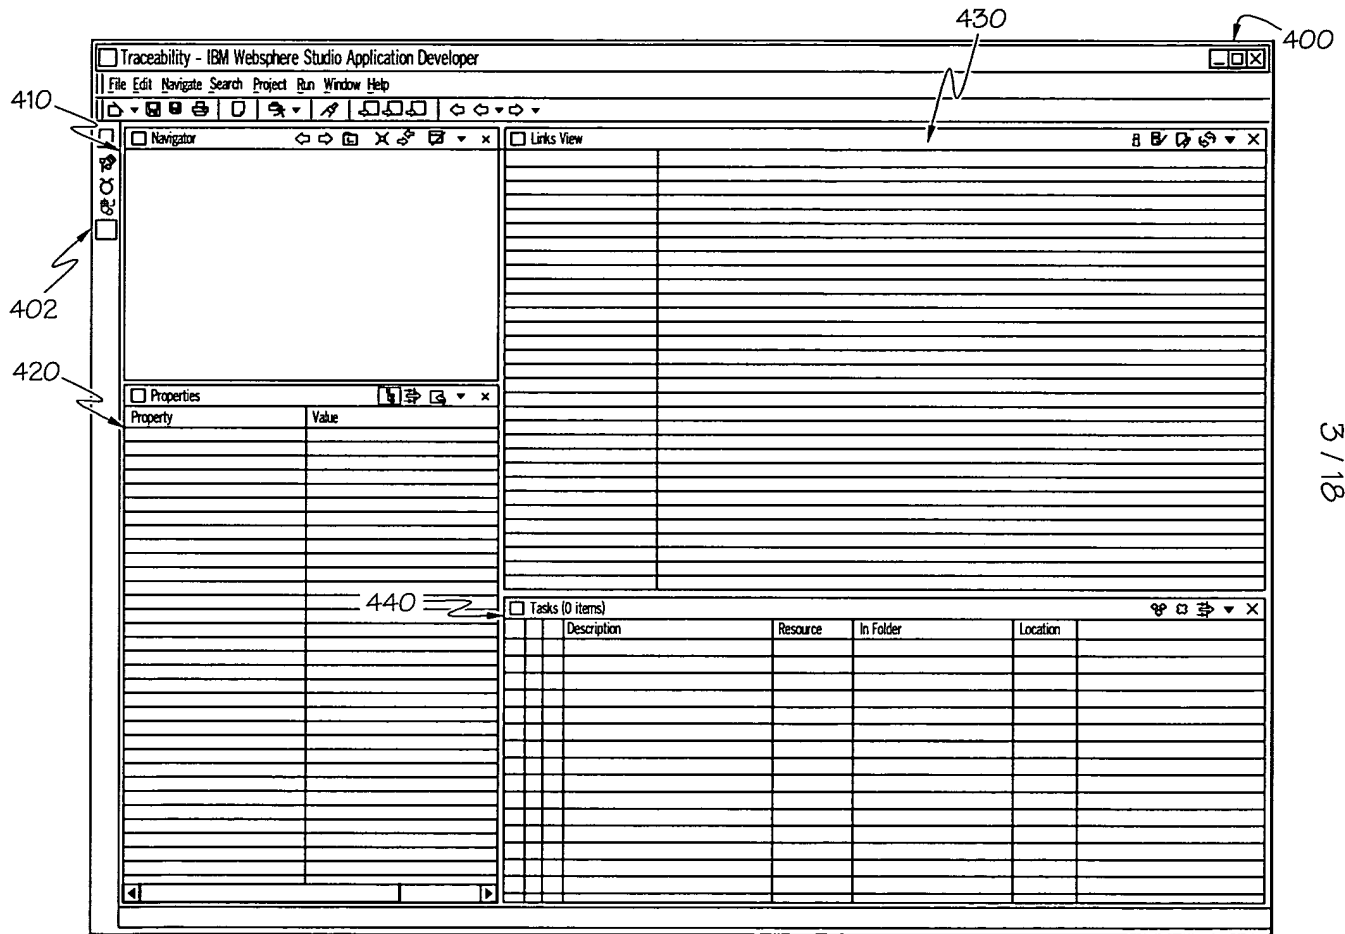 430
400
Traceability - IBM Websphere Studio Application Developer
File Edit Navigate Search Project Run Window Help
410
Navigator
Links View
402
420
Properties
Property Value
3 / 18
440
Tasks (0 items)
Description Resource In Folder Location